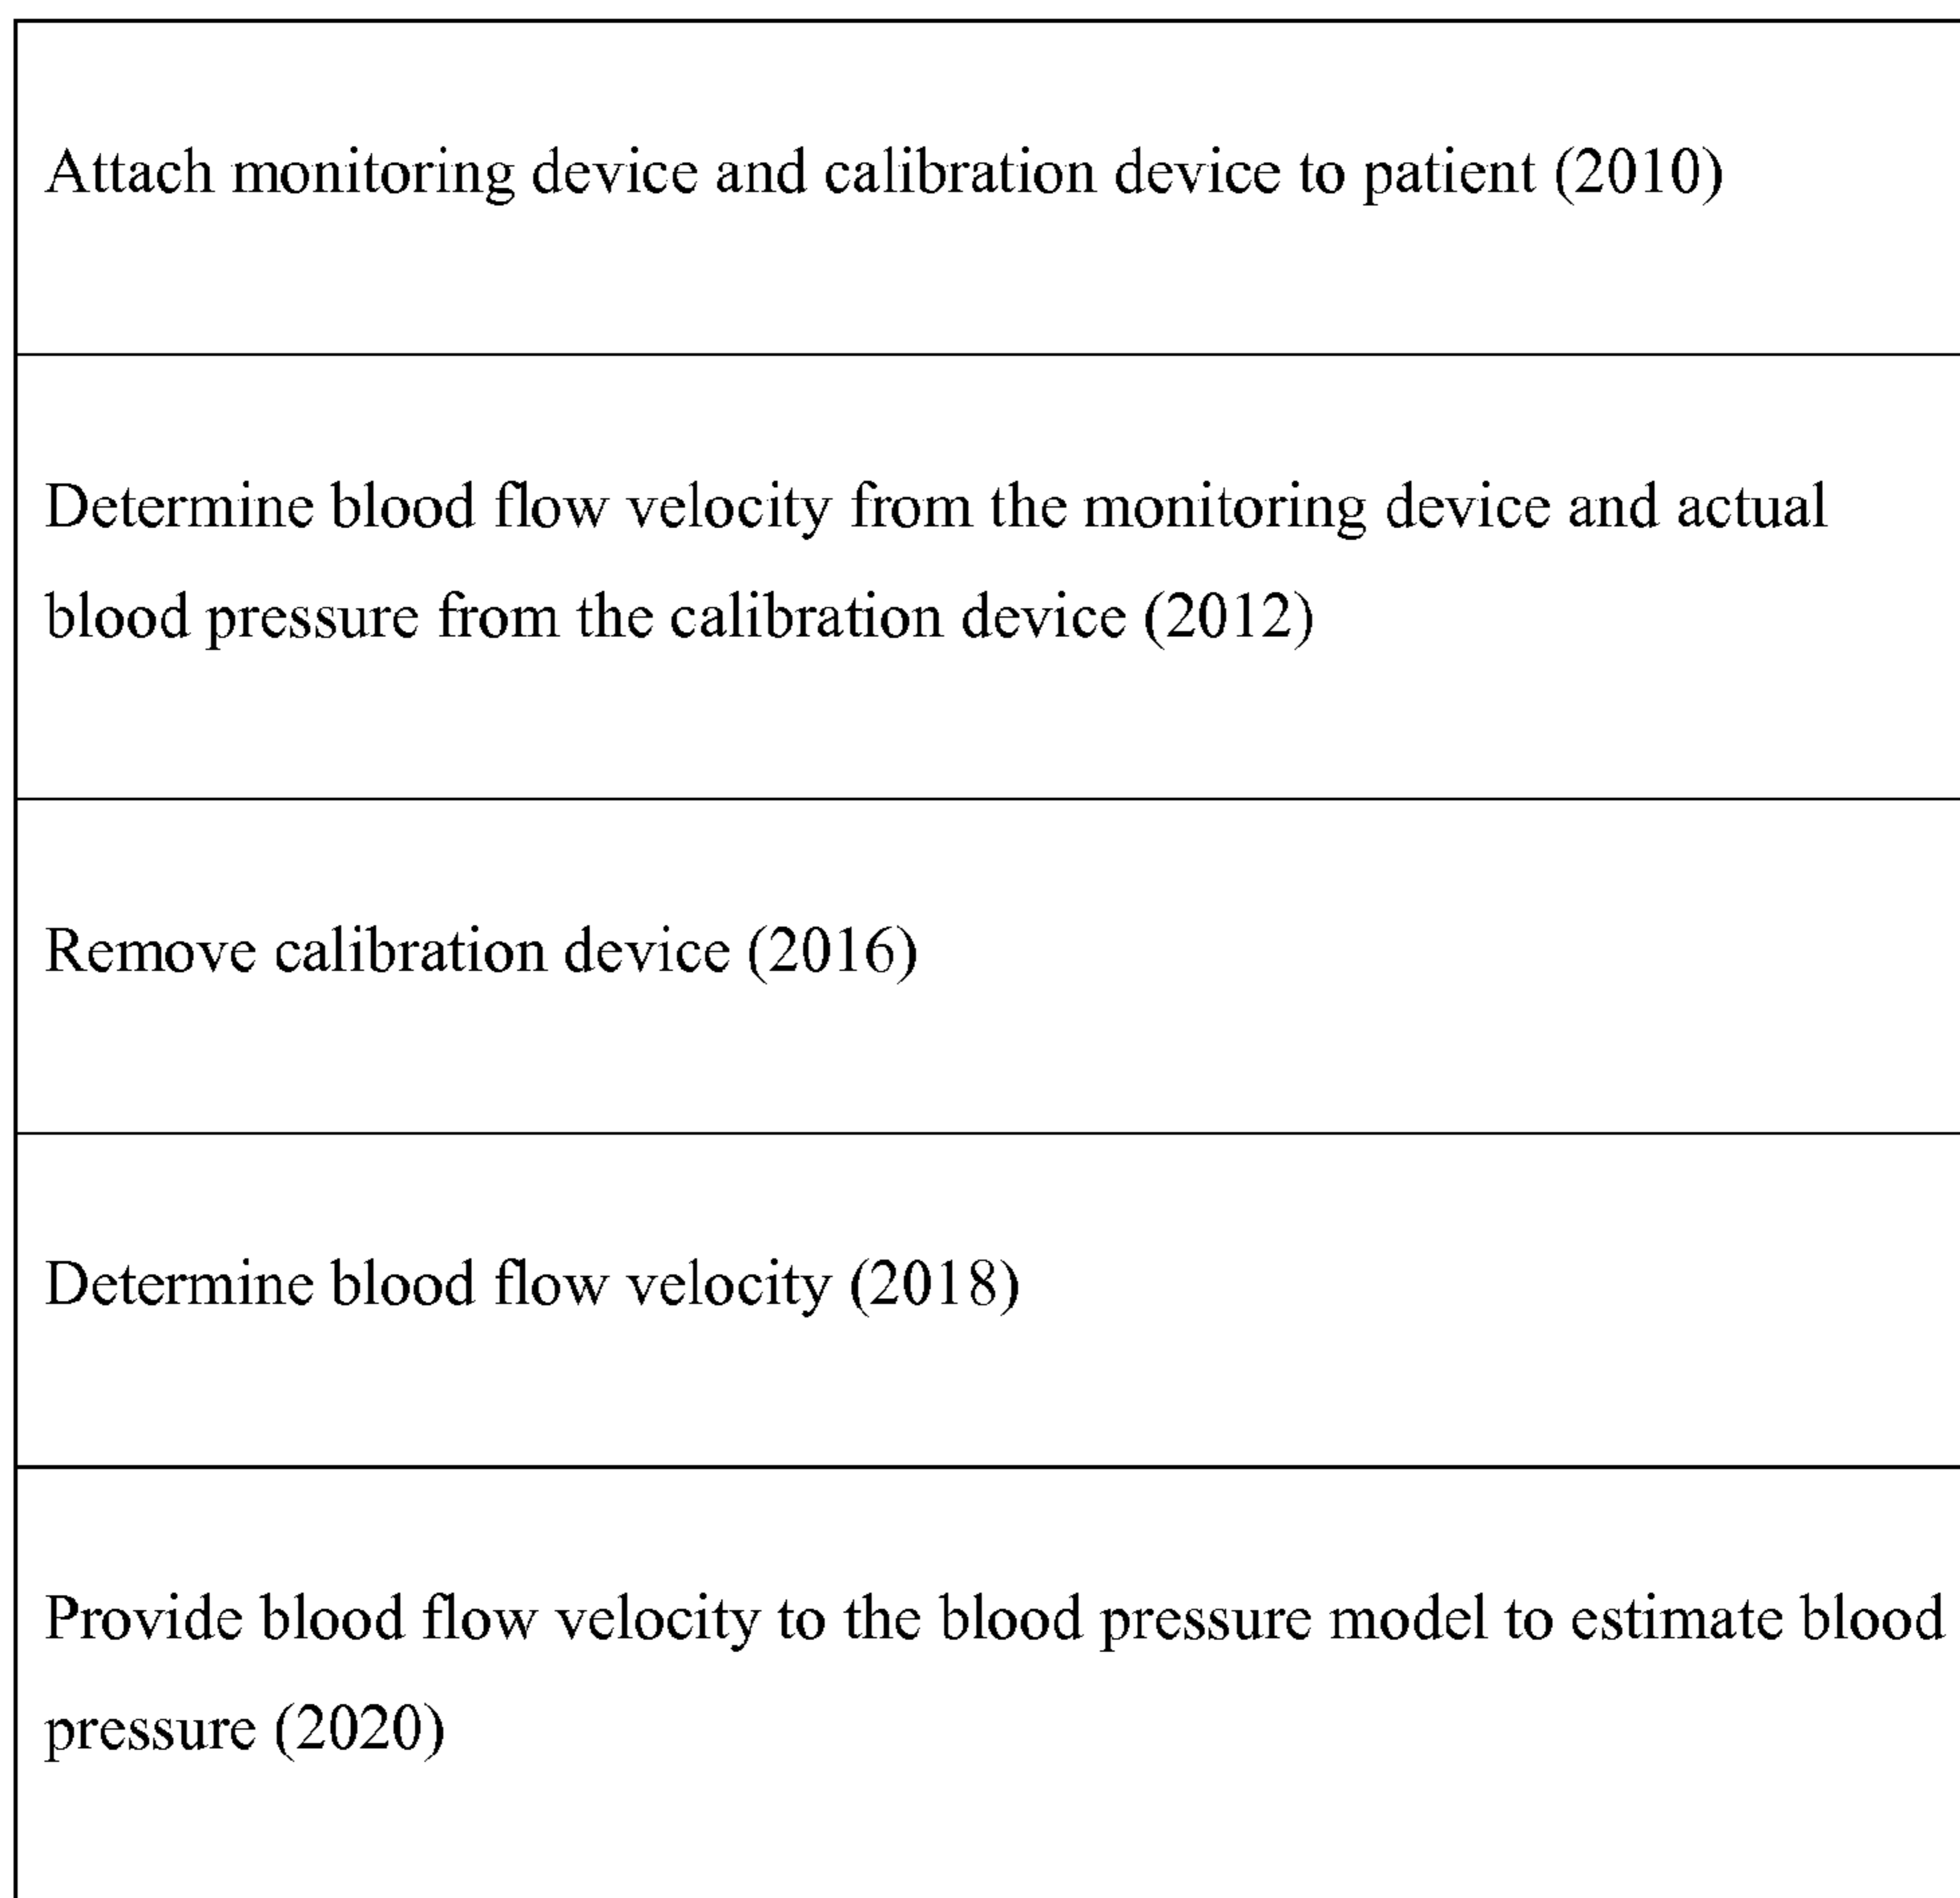 Attach monitoring device and calibration device to patient (2010)
Determine blood flow velocity from the monitoring device and actual
blood pressure from the calibration device (2012)
Remove calibration device (2016)
Determine blood flow velocity (2018)
Provide blood flow velocity to the blood pressure model to estimate blood
pressure (2020)